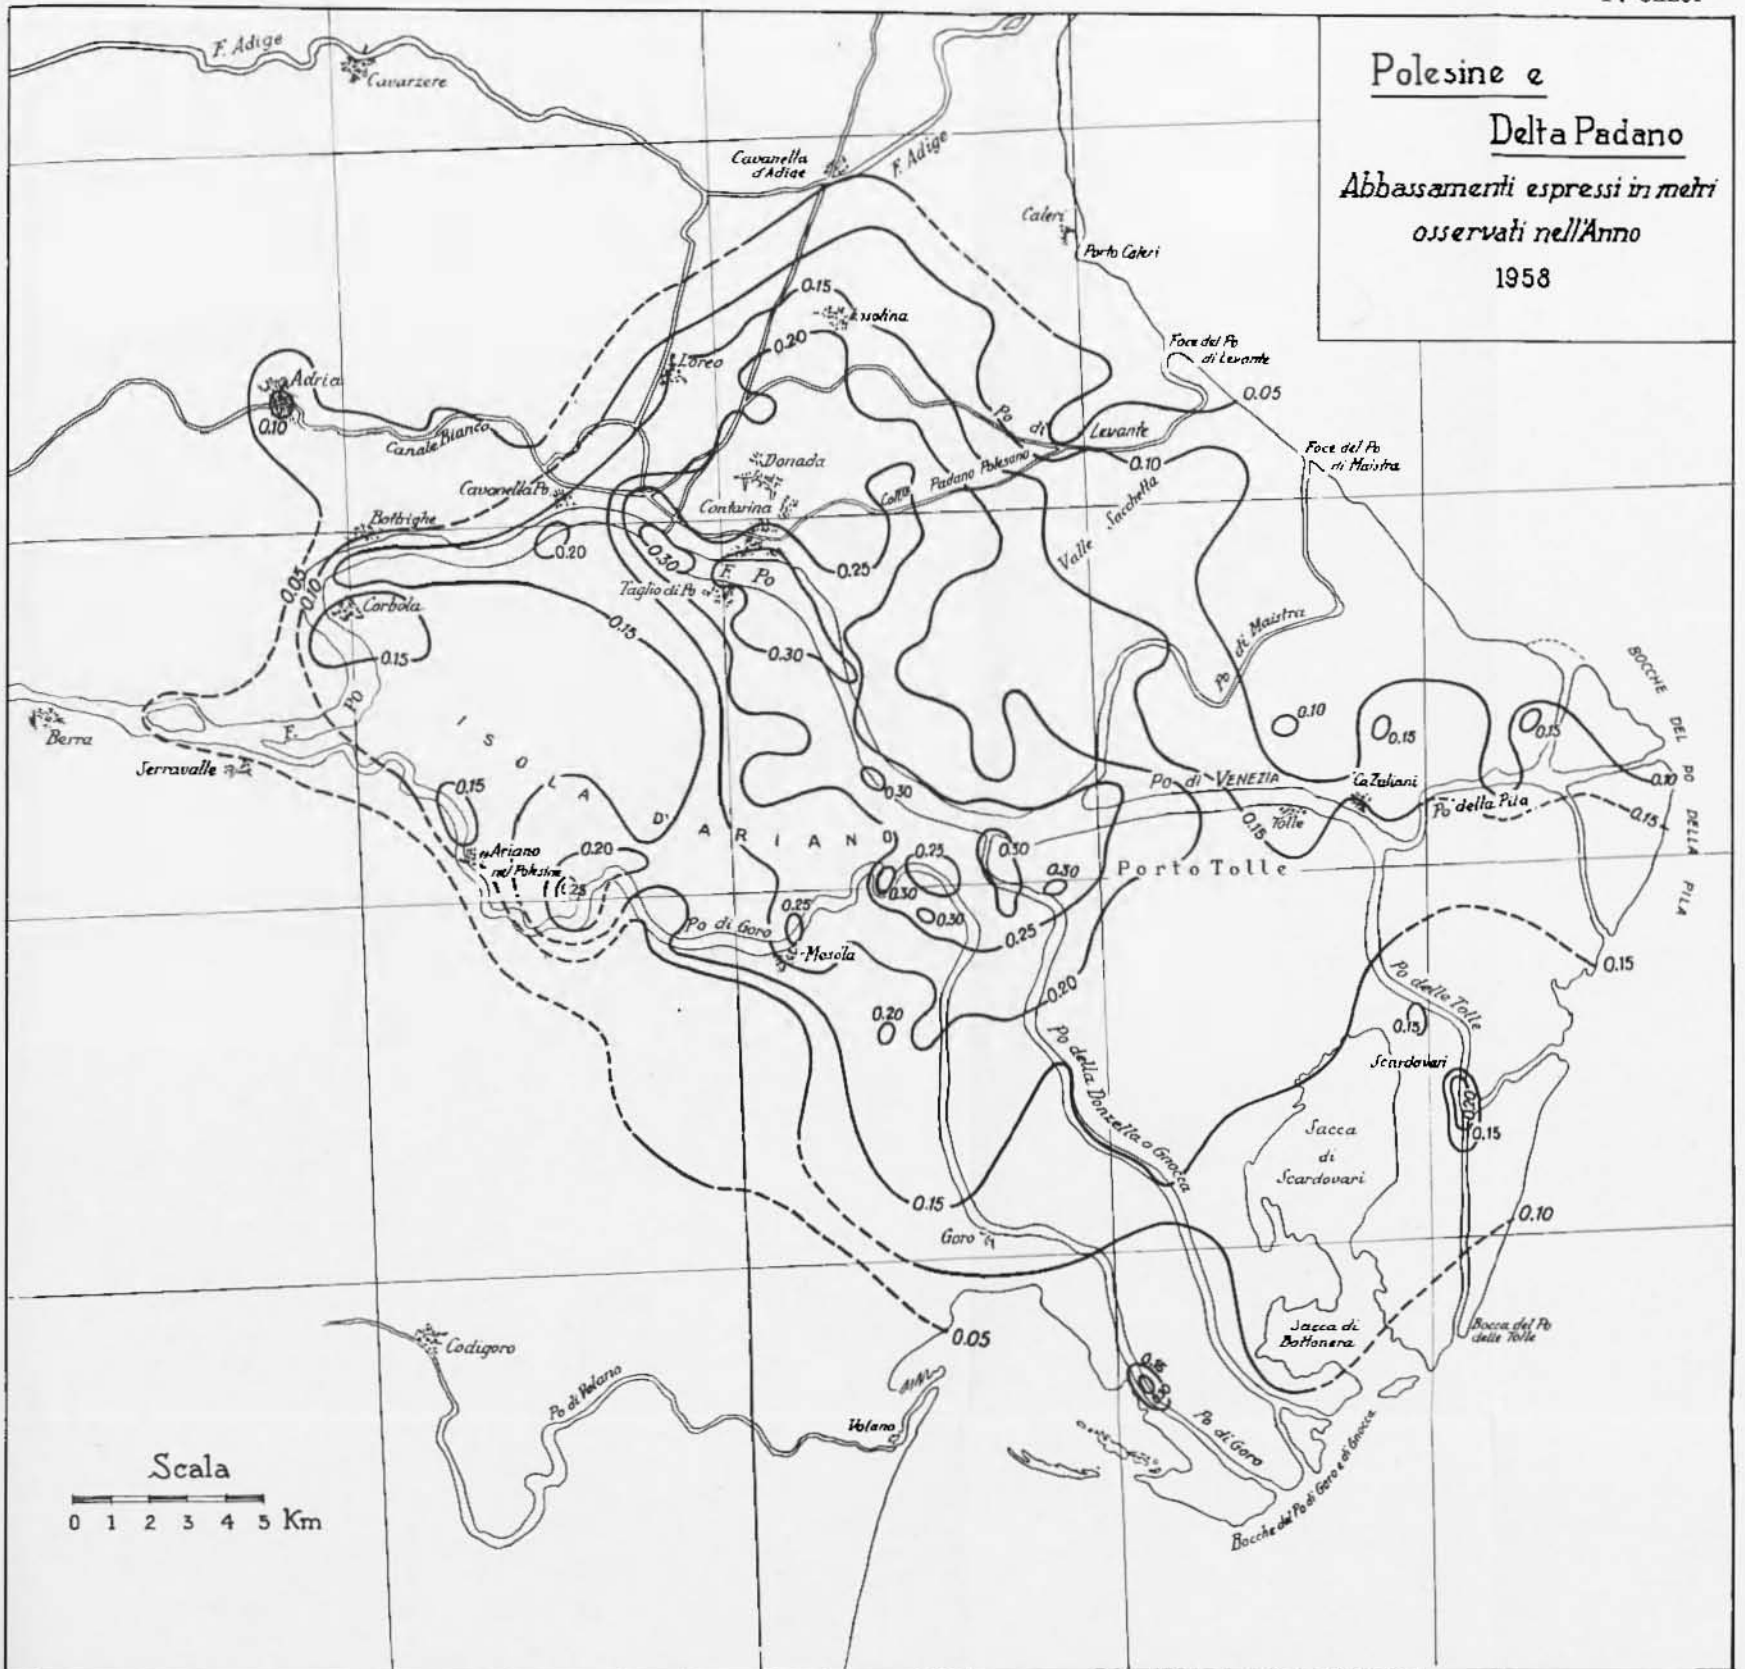 Polesine e
Delta Padano
Abbassamenti espressi in metri
osservati nell'Anno
1958
F. Adige
Cavarzere
Cavanella
d'Adige
F. Adige
Caleri
Porto Caleri
0.15
0.20
Foce del Po
di Levante
0.05
Loreo
Adria
0.10
Canale Bianco
Po di Levante
Foce del Po
di Maistra
Donada
0.10
Padano Polesano
Cavanella Po
Contarina
Valle Sacchetta
Bottrighe
0.20
0.30
0.25
F. Po
Taglio di Po
0.05
0.10
Corbola
0.15
0.15
0.30
Po di Maistra
BOCCHE DEL PO DELLA PILA
F. PO
Berra
Serravalle
ISOLA D'ARIANO
0.10
0.15
0.15
0.10
0.15
0.30
Po di VENEZIA
Ca Zuliani
Po della Pila
0.15
Tolle
0.15
Ariano
nel Polesine
0.20
0.25
0.25
0.30
0.30
0.30
Porto Tolle
0.30
0.25
Po di Goro
0.25
Mesola
0.20
0.20
0.15
Po delle Tolle
0.15
Scardovari
Po della Donzella o Gnocca
0.20
0.15
Sacca
di
Scardovari
0.15
Goro
0.10
0.05
Sacca di
Bottonera
Bocca del Po
delle Tolle
Codigoro
Po di Volano
Volano
0.15
Po di Goro
Bocche del Po di Goro e di Gnocca
Scala
0 1 2 3 4 5 Km